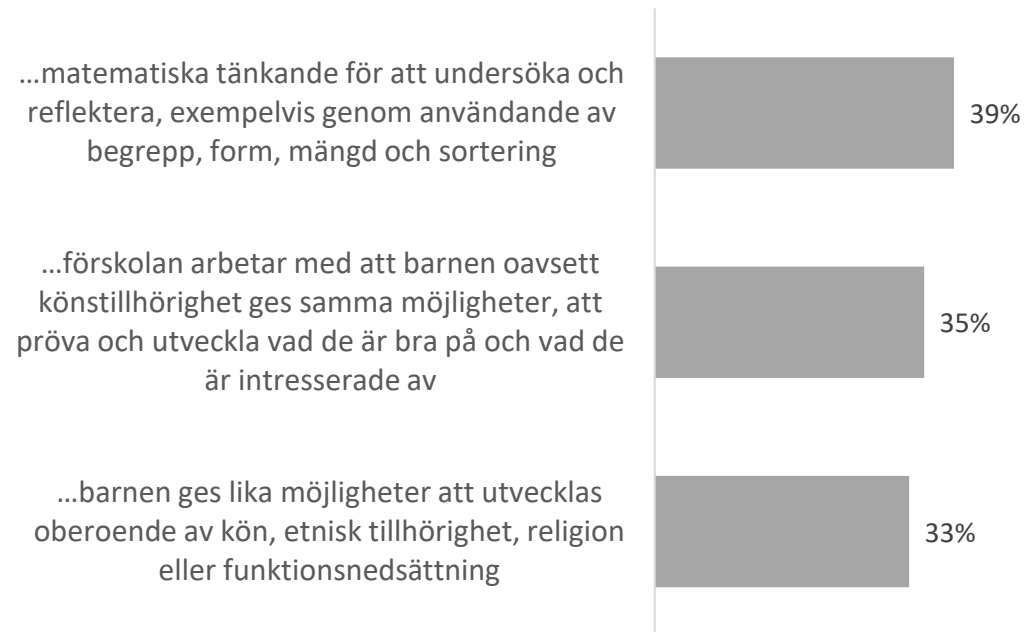 …matematiska tänkande för att undersöka och
reflektera, exempelvis genom användande av
begrepp, form, mängd och sortering
39%
…förskolan arbetar med att barnen oavsett
könstillhörighet ges samma möjligheter, att
pröva och utveckla vad de är bra på och vad de
är intresserade av
35%
…barnen ges lika möjligheter att utvecklas
oberoende av kön, etnisk tillhörighet, religion
eller funktionsnedsättning
33%